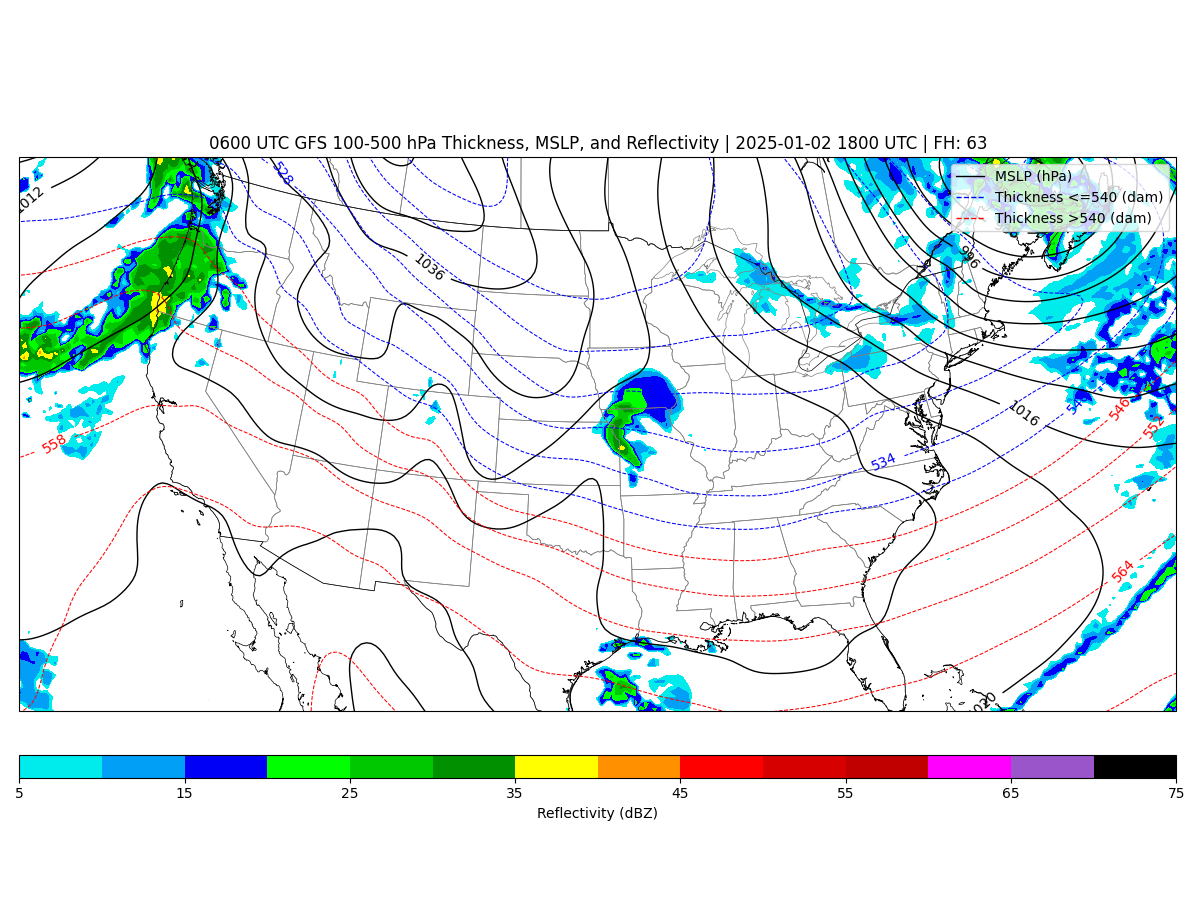 0600 UTC GFS 100-500 hPa Thickness, MSLP, and Reflectivity | 2025-01-02 1800 UTC | FH: 63
1012
528
MSLP (hPa)
Thickness <=540 (dam)
Thickness >540 (dam)
996
1036
1016
546
552
558
534
564
1020
5 15 25 35 45 55 65 75
Reflectivity (dBZ)